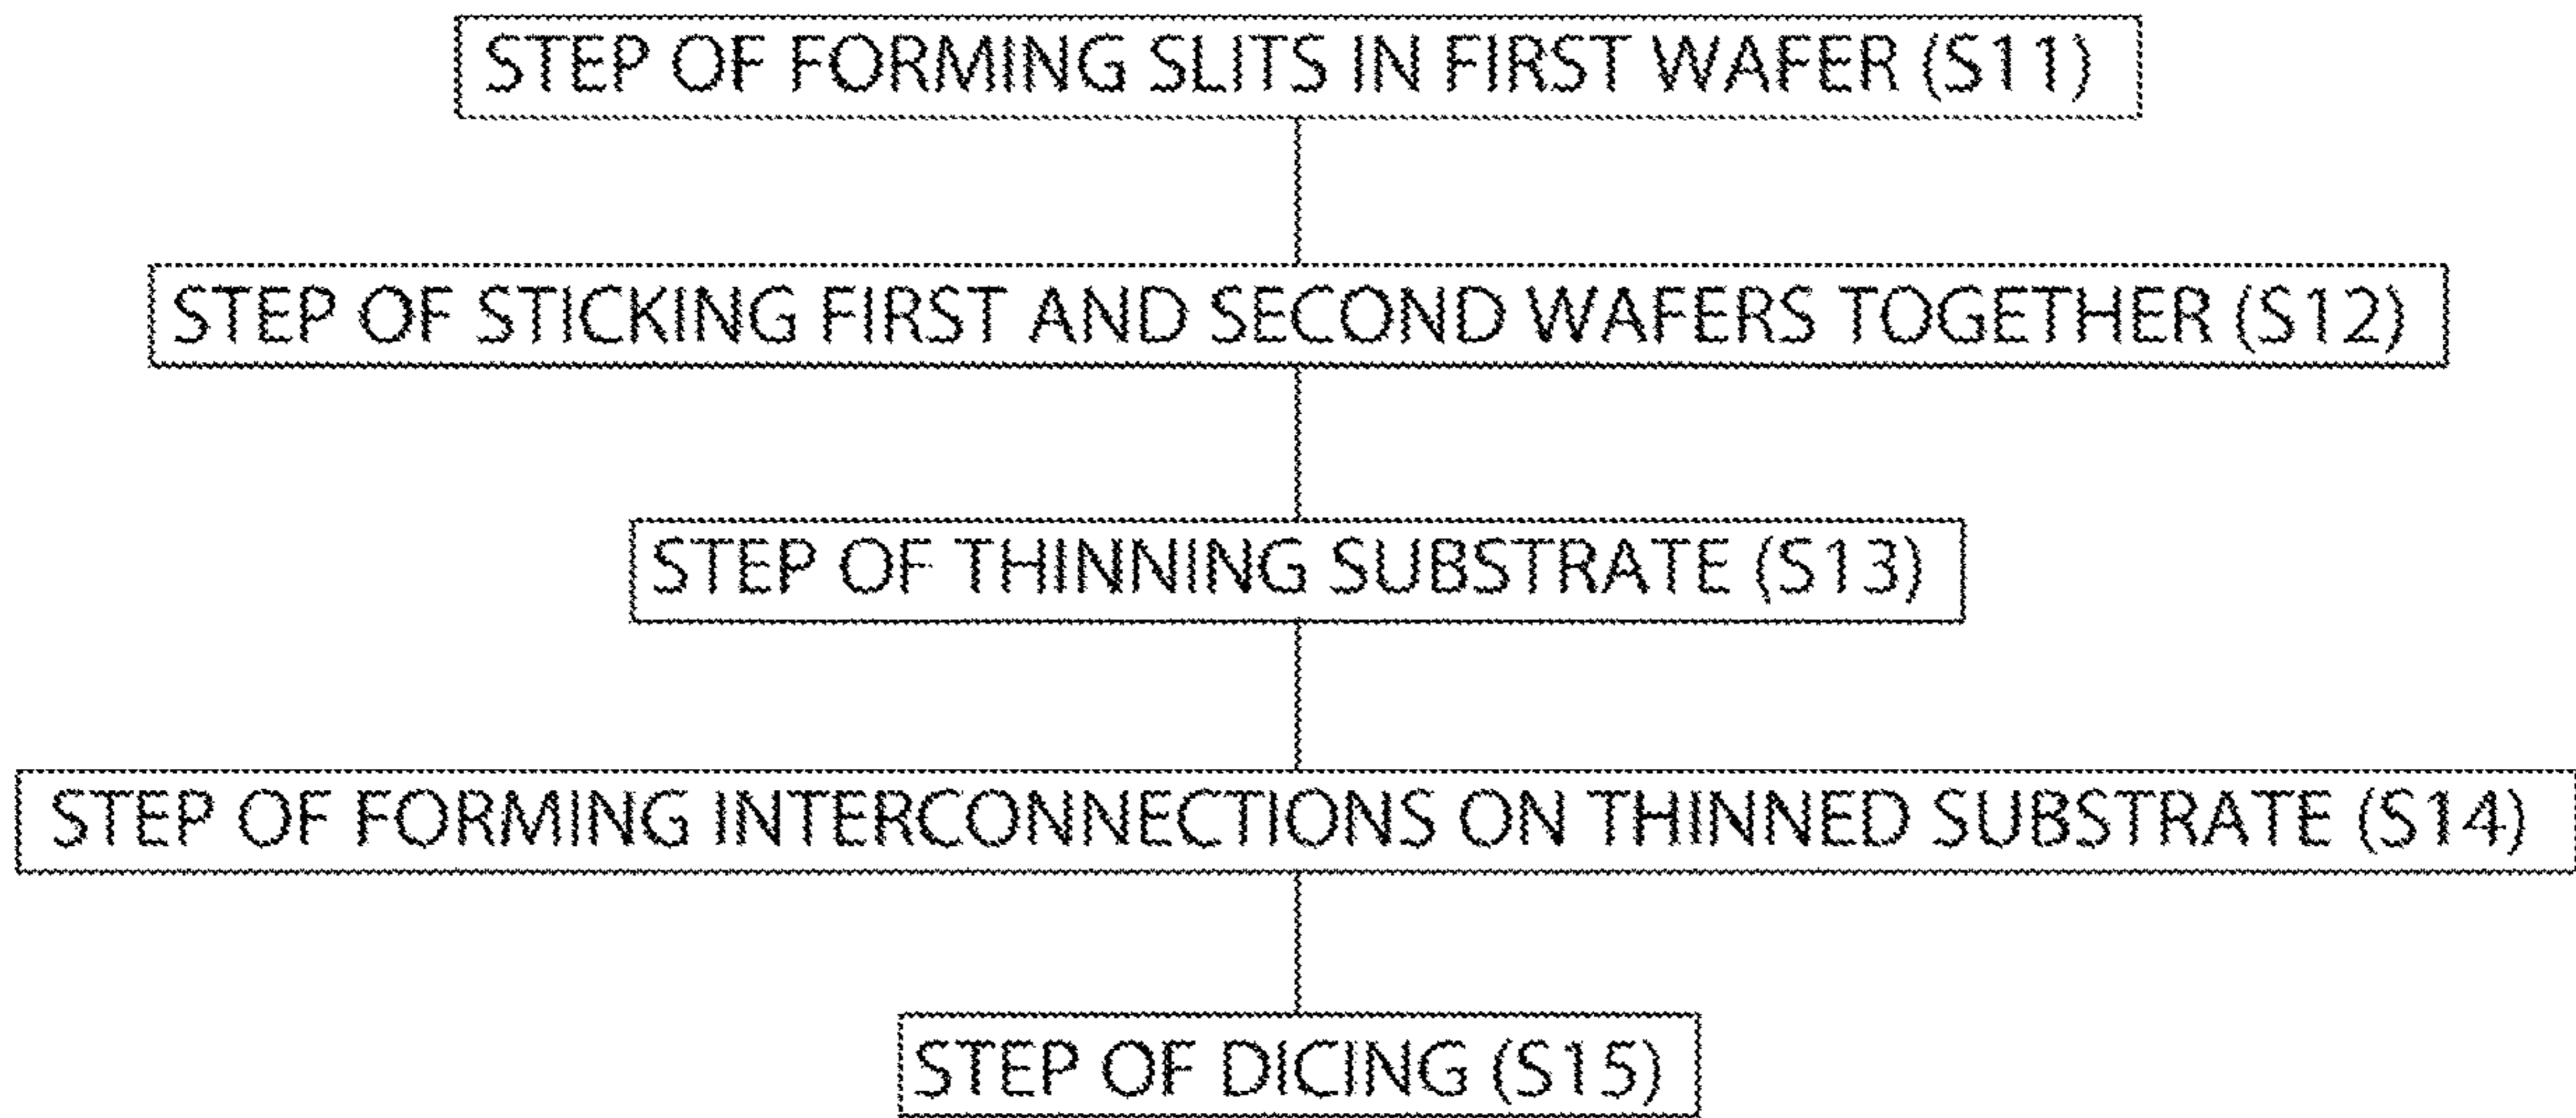 STEP OF FORMING SLITS IN FIRST WAFER (S11)
STEP OF STICKING FIRST AND SECOND WAFERS TOGETHER (S12)
STEP OF THINNING SUBSTRATE (S13)
STEP OF FORMING INTERCONNECTIONS ON THINNED SUBSTRATE (S14)
STEP OF DICING (S15)